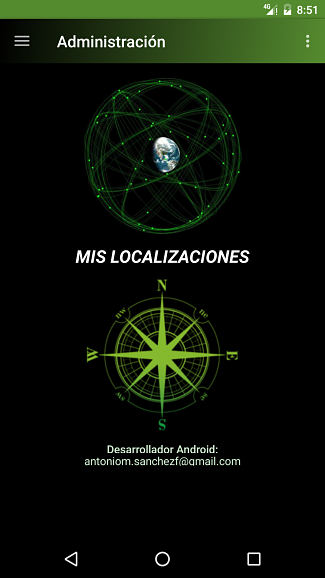 4G 8:51
Administración
MIS LOCALIZACIONES
N
nw ne
W E
sw se
S
Desarrollador Android:
antoniom.sanchezf@gmail.com